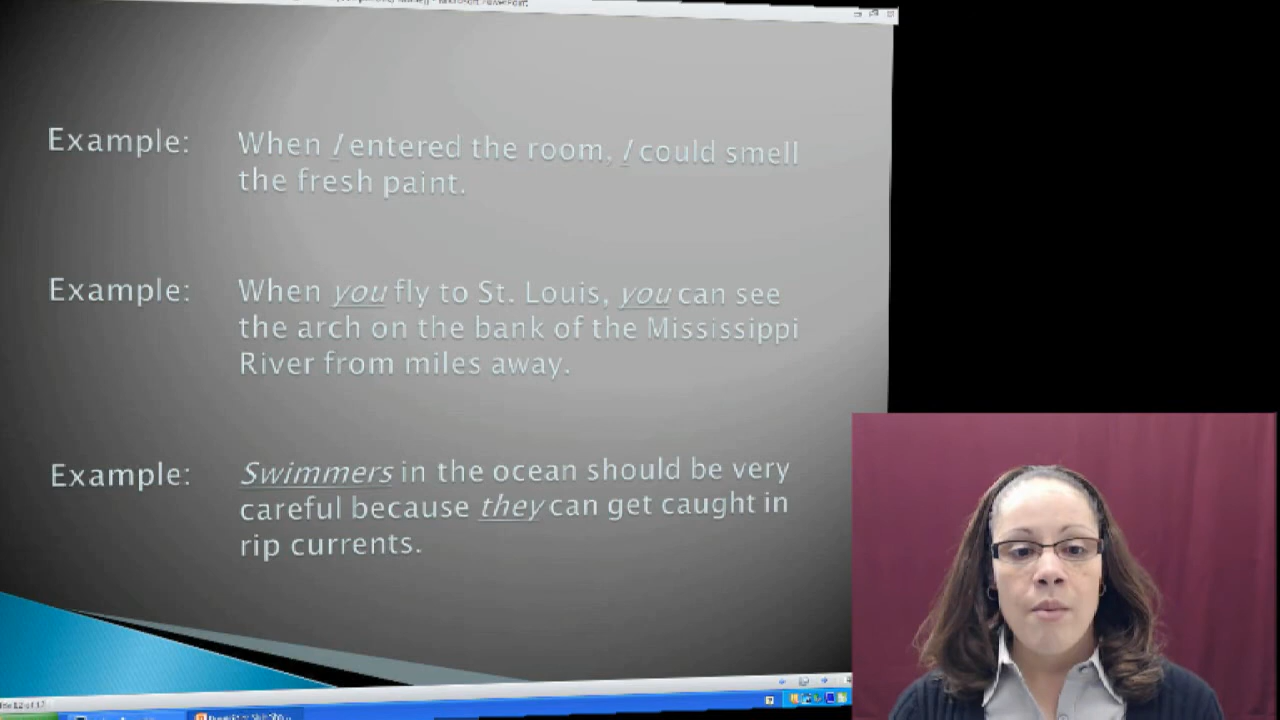 Example: When I entered the room, I could smell
the fresh paint.
Example: When you fly to St. Louis, you can see
the arch on the bank of the Mississippi
River from miles away.
Example: Swimmers in the ocean should be very
careful because they can get caught in
rip currents.